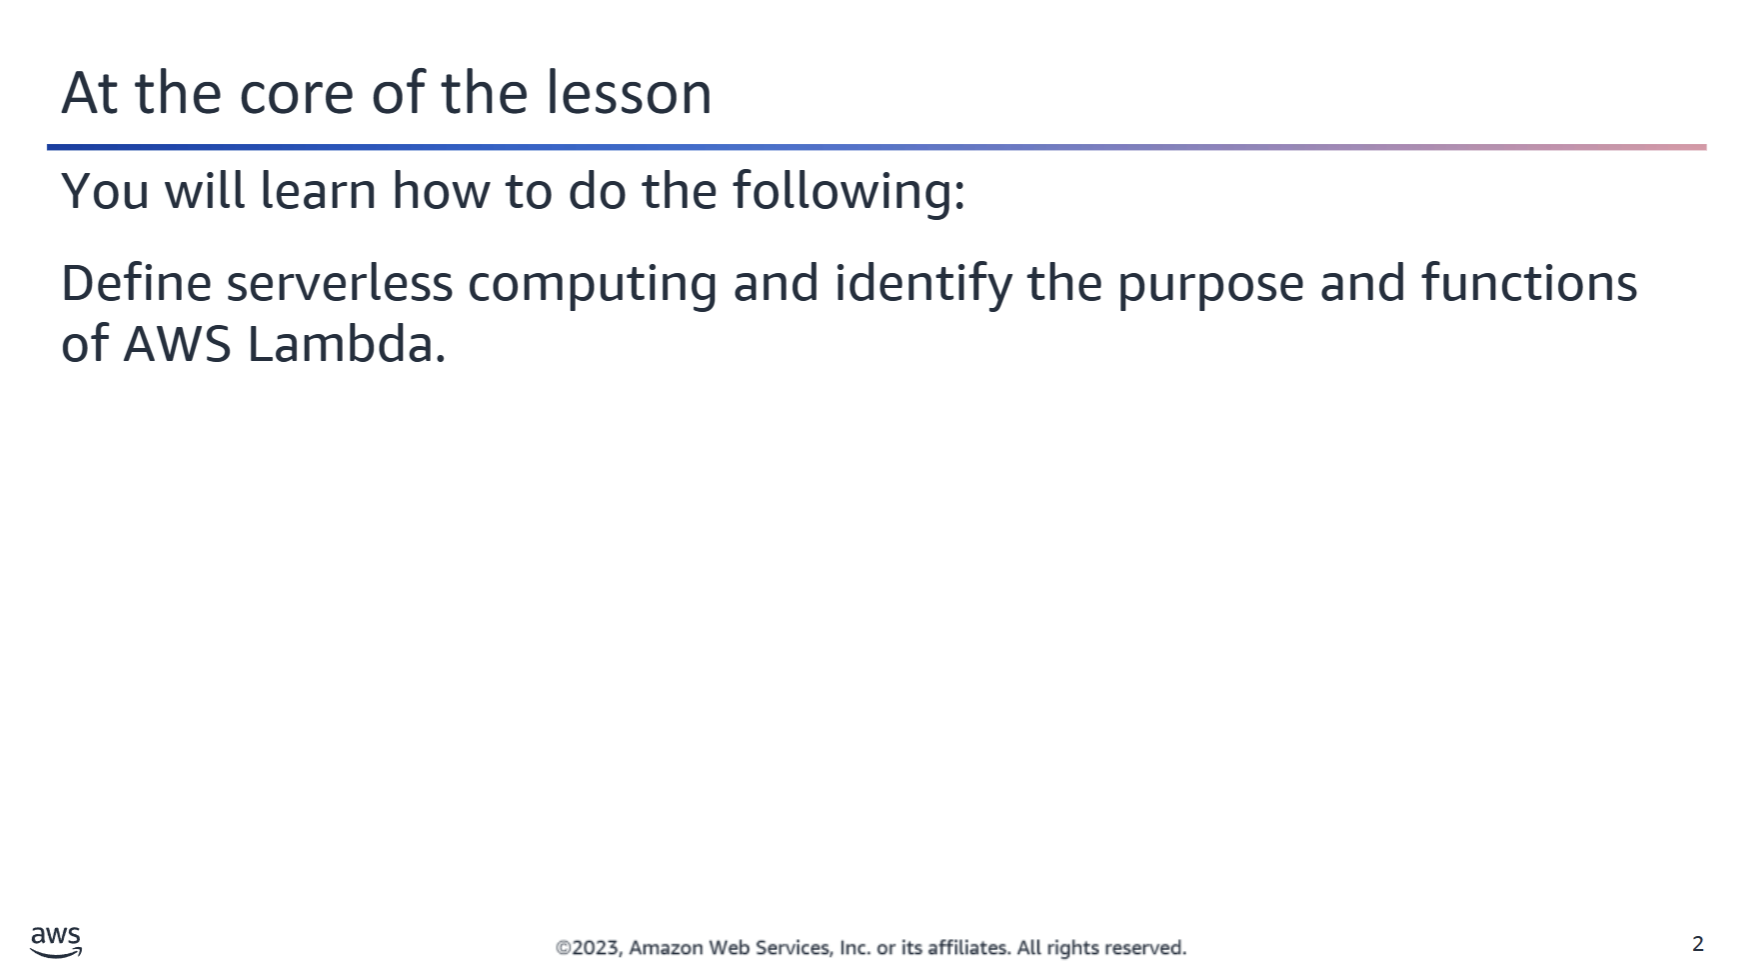 At the core of the lesson
You will learn how to do the following:
Define serverless computing and identify the purpose and functions
of AWS Lambda.
aws
©2023, Amazon Web Services, Inc. or its affiliates. All rights reserved.
2